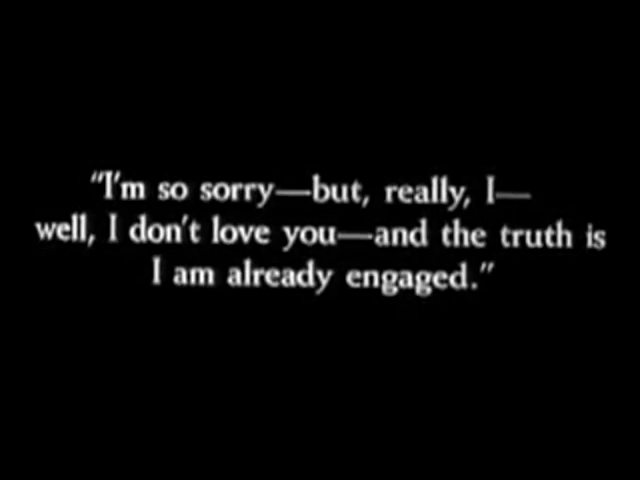 "I'm so sorry—but, really, I—
well, I don't love you—and the truth is
I am already engaged."